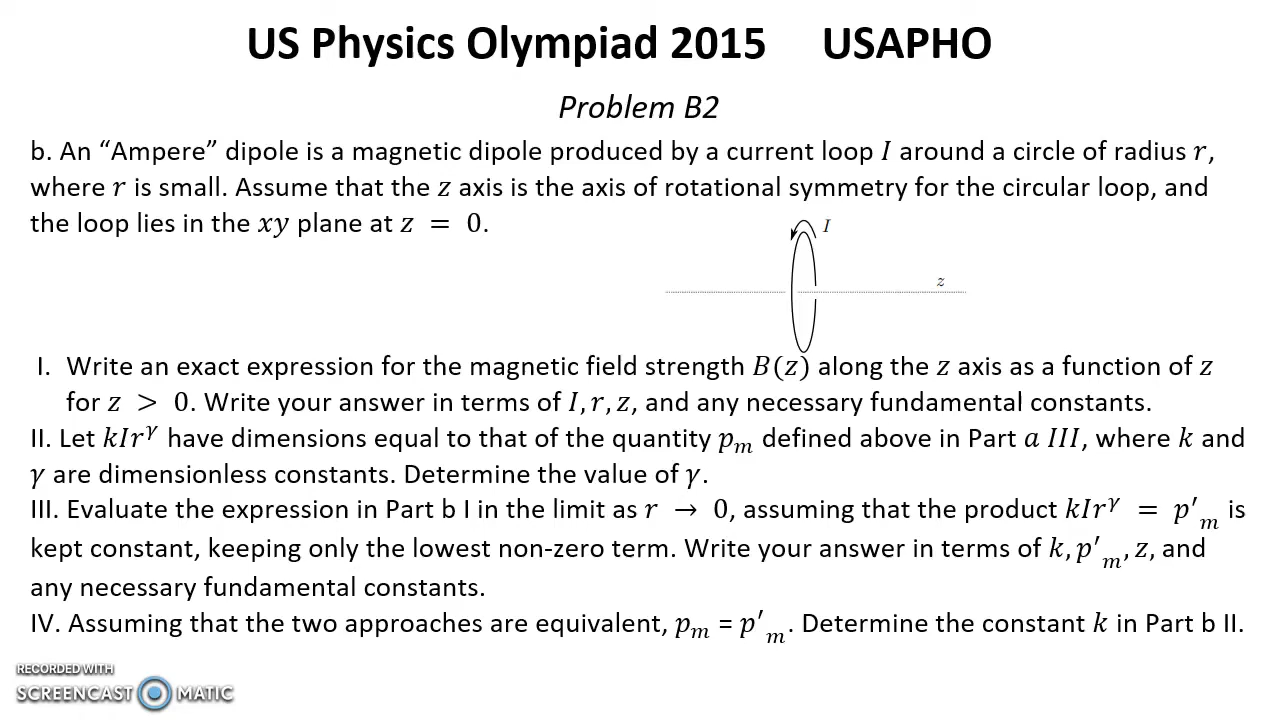 US Physics Olympiad 2015 USAPHO
Problem B2
b. An “Ampere” dipole is a magnetic dipole produced by a current loop I around a circle of radius r,
where r is small. Assume that the z axis is the axis of rotational symmetry for the circular loop, and
the loop lies in the xy plane at z = 0.
I
z
I. Write an exact expression for the magnetic field strength B(z) along the z axis as a function of z
for z > 0. Write your answer in terms of I, r, z, and any necessary fundamental constants.
II. Let kIr^γ have dimensions equal to that of the quantity p_m defined above in Part a III, where k and
γ are dimensionless constants. Determine the value of γ.
III. Evaluate the expression in Part b I in the limit as r → 0, assuming that the product kIr^γ = p′_m is
kept constant, keeping only the lowest non-zero term. Write your answer in terms of k, p′_m, z, and
any necessary fundamental constants.
IV. Assuming that the two approaches are equivalent, p_m = p′_m. Determine the constant k in Part b II.
RECORDED WITH
SCREENCAST MATIC